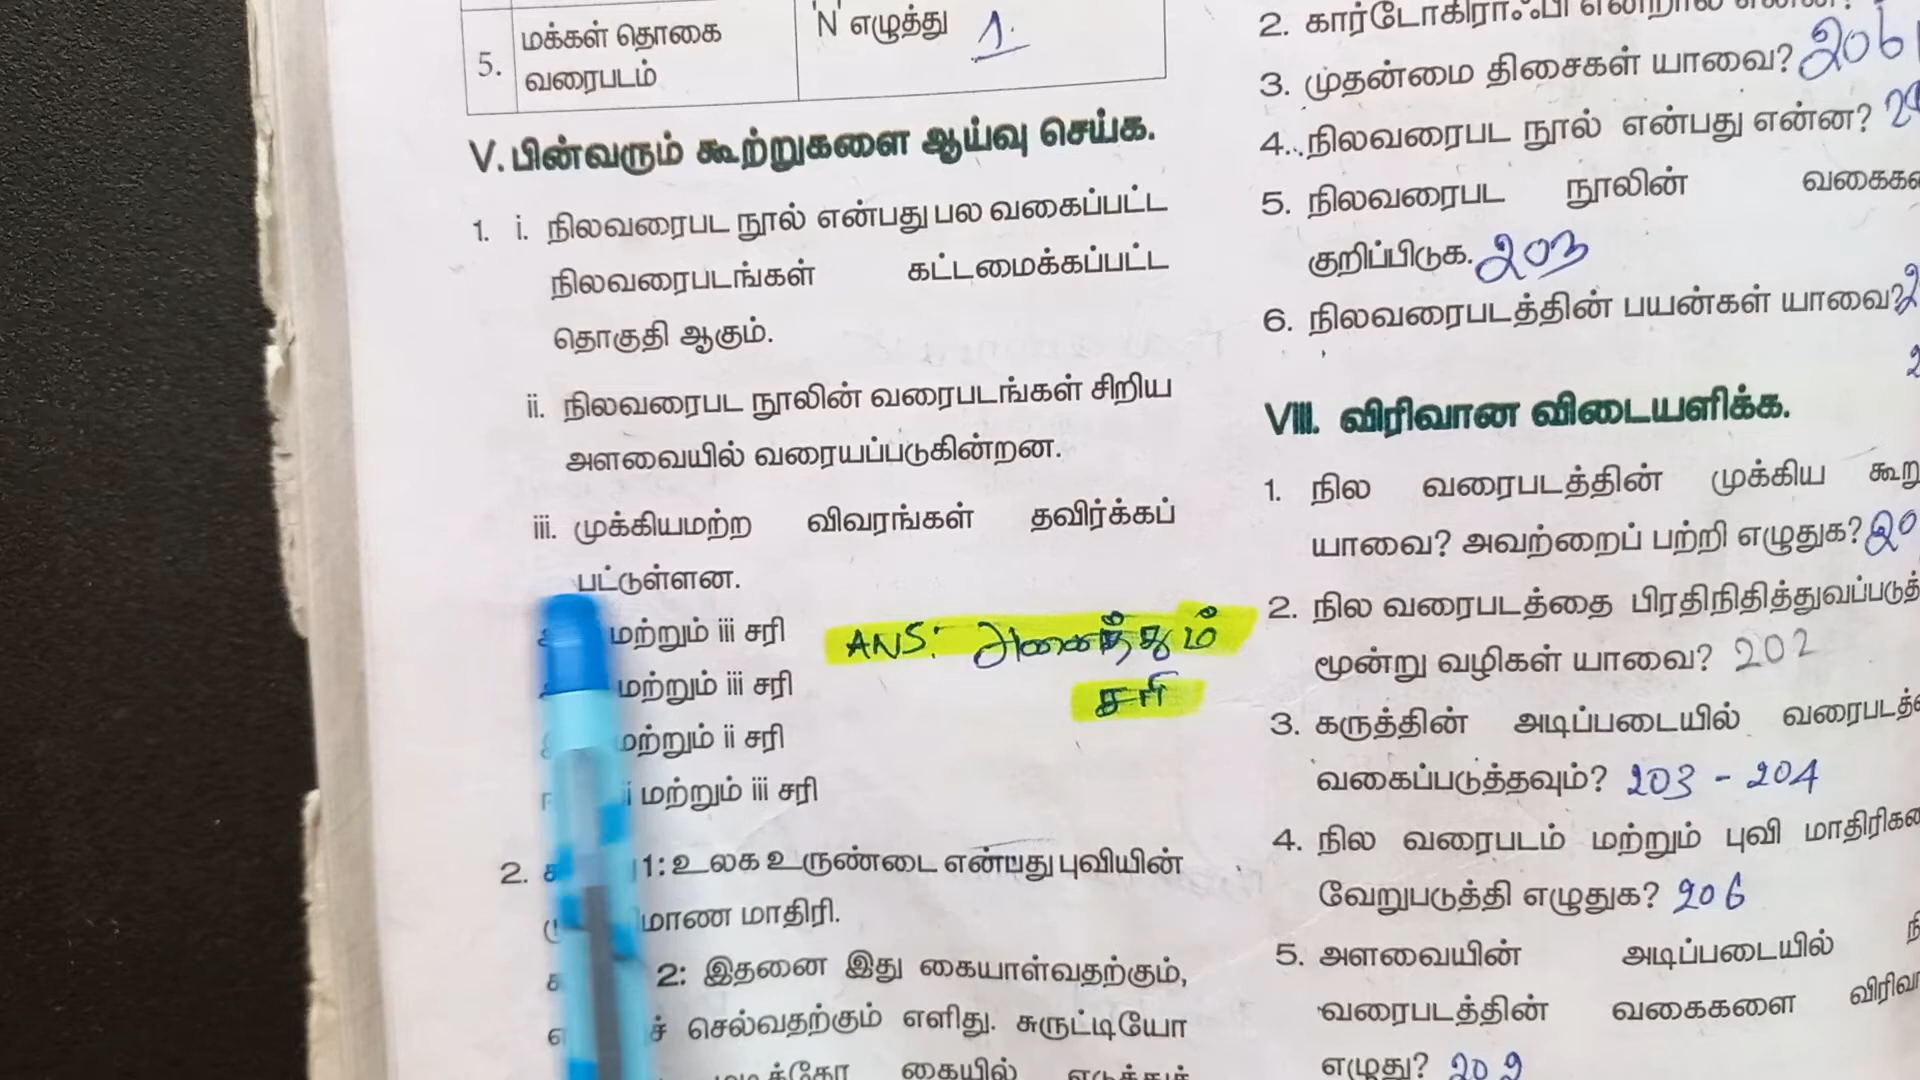 5. மக்கள் தொகை வரைபடம் 'N' எழுத்து 1.
V. பின்வரும் கூற்றுகளை ஆய்வு செய்க.
1. i. நிலவரைபட நூல் என்பது பல வகைப்பட்ட
நிலவரைபடங்கள் கட்டமைக்கப்பட்ட
தொகுதி ஆகும்.
ii. நிலவரைபட நூலின் வரைபடங்கள் சிறிய
அளவையில் வரையப்படுகின்றன.
iii. முக்கியமற்ற விவரங்கள் தவிர்க்கப்
பட்டுள்ளன.
மற்றும் iii சரி
ANS: அனைத்தும்
சரி
மற்றும் iii சரி
மற்றும் ii சரி
மற்றும் iii சரி
2. 1: உலக உருண்டை என்பது புவியின்
மாதிரி.
2: இதனை இது கையாள்வதற்கும்,
செல்வதற்கும் எளிது. சுருட்டியோ
கையில்
2. கார்டோகிராஃபி என்றால் என்ன?
3. முதன்மை திசைகள் யாவை? 206
4. நிலவரைபட நூல் என்பது என்ன?
5. நிலவரைபட நூலின்
குறிப்பிடுக. 203
6. நிலவரைபடத்தின் பயன்கள் யாவை?
VIII. விரிவான விடையளிக்க.
1. நில வரைபடத்தின் முக்கிய
யாவை? அவற்றைப் பற்றி எழுதுக?
2. நில வரைபடத்தை
மூன்று வழிகள் யாவை? 202
3. கருத்தின் அடிப்படையில்
வகைப்படுத்தவும்? 203 - 204
4. நில வரைபடம் மற்றும் புவி
வேறுபடுத்தி எழுதுக? 206
5. அளவையின் அடிப்படையில்
வரைபடத்தின் வகைகளை
எழுது? 202